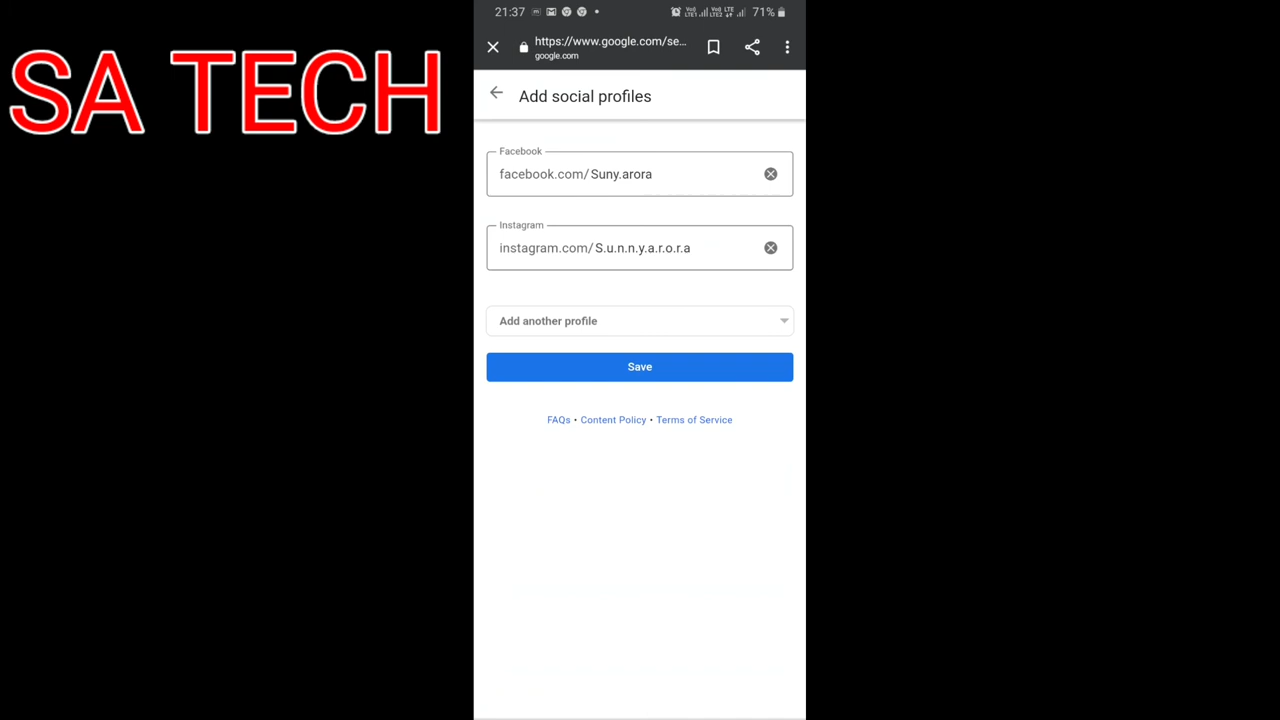 SA TECH
21:37
71%
https://www.google.com/se...
google.com
Add social profiles
Facebook
facebook.com/Suny.arora
Instagram
instagram.com/S.u.n.n.y.a.r.o.r.a
Add another profile
Save
FAQs • Content Policy • Terms of Service